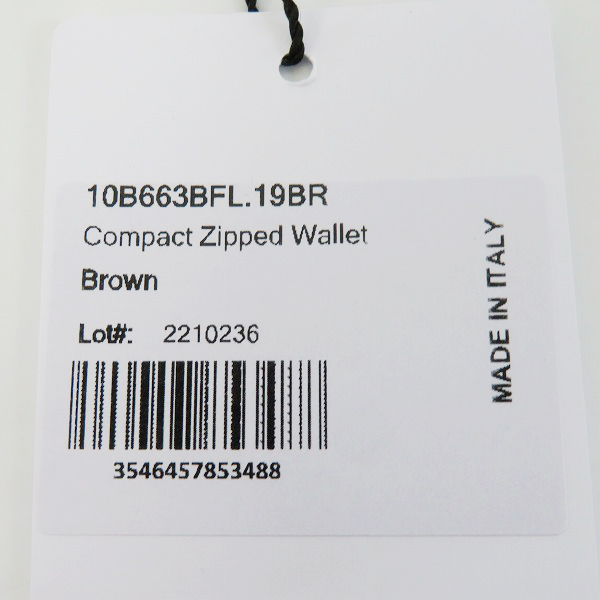 10B663BFL.19BR
Compact Zipped Wallet
Brown
Lot#: 2210236
3546457853488
MADE IN ITALY